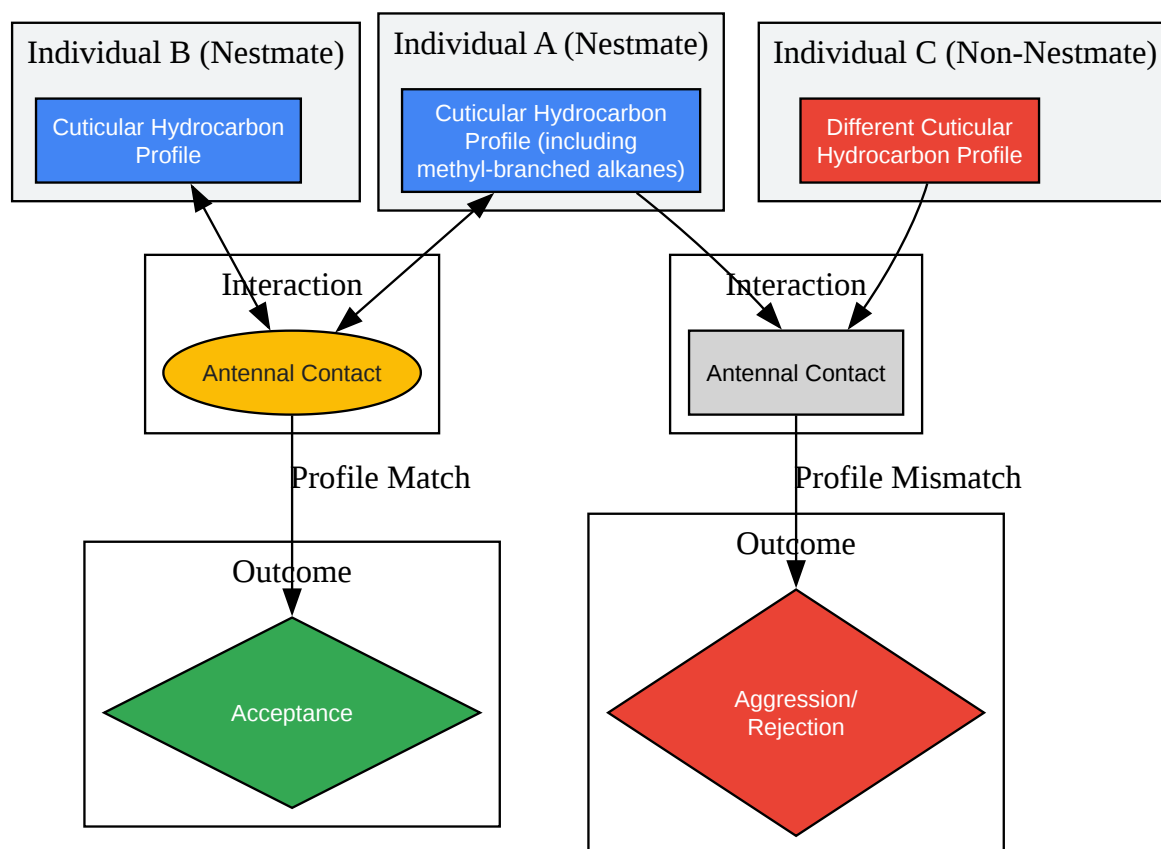 Individual B (Nestmate)
Cuticular Hydrocarbon
Profile
Individual A (Nestmate)
Cuticular Hydrocarbon
Profile (including
methyl-branched alkanes)
Individual C (Non-Nestmate)
Different Cuticular
Hydrocarbon Profile
Interaction
Antennal Contact
Interaction
Antennal Contact
Profile Match
Profile Mismatch
Outcome
Acceptance
Outcome
Aggression/
Rejection